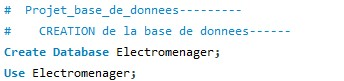 #  Projet_base_de_donnees---------
#    CREATION de la base de donnees------
Create Database Electromenager;
Use Electromenager;